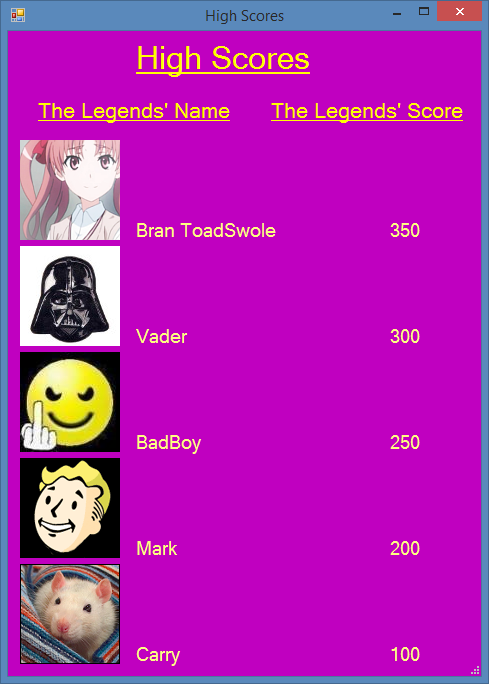 High Scores
High Scores
The Legends' Name The Legends' Score
Bran ToadSwole 350
Vader 300
BadBoy 250
Mark 200
Carry 100